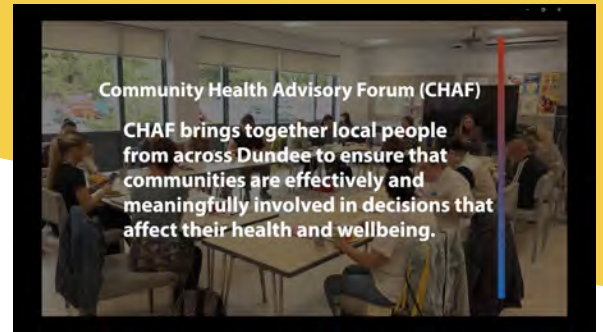 Community Health Advisory Forum (CHAF)
CHAF brings together local people
from across Dundee to ensure that
communities are effectively and
meaningfully involved in decisions that
affect their health and wellbeing.